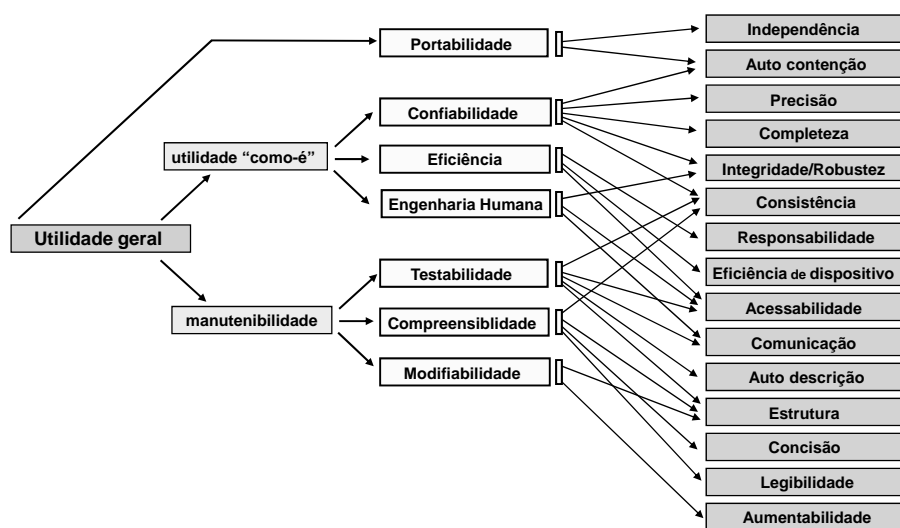 Utilidade geral
utilidade “como-é”
manutenibilidade
Portabilidade
Confiabilidade
Eficiência
Engenharia Humana
Testabilidade
Compreensiblidade
Modifiabilidade
Independência
Auto contenção
Precisão
Completeza
Integridade/Robustez
Consistência
Responsabilidade
Eficiência de dispositivo
Acessabilidade
Comunicação
Auto descrição
Estrutura
Concisão
Legibilidade
Aumentabilidade